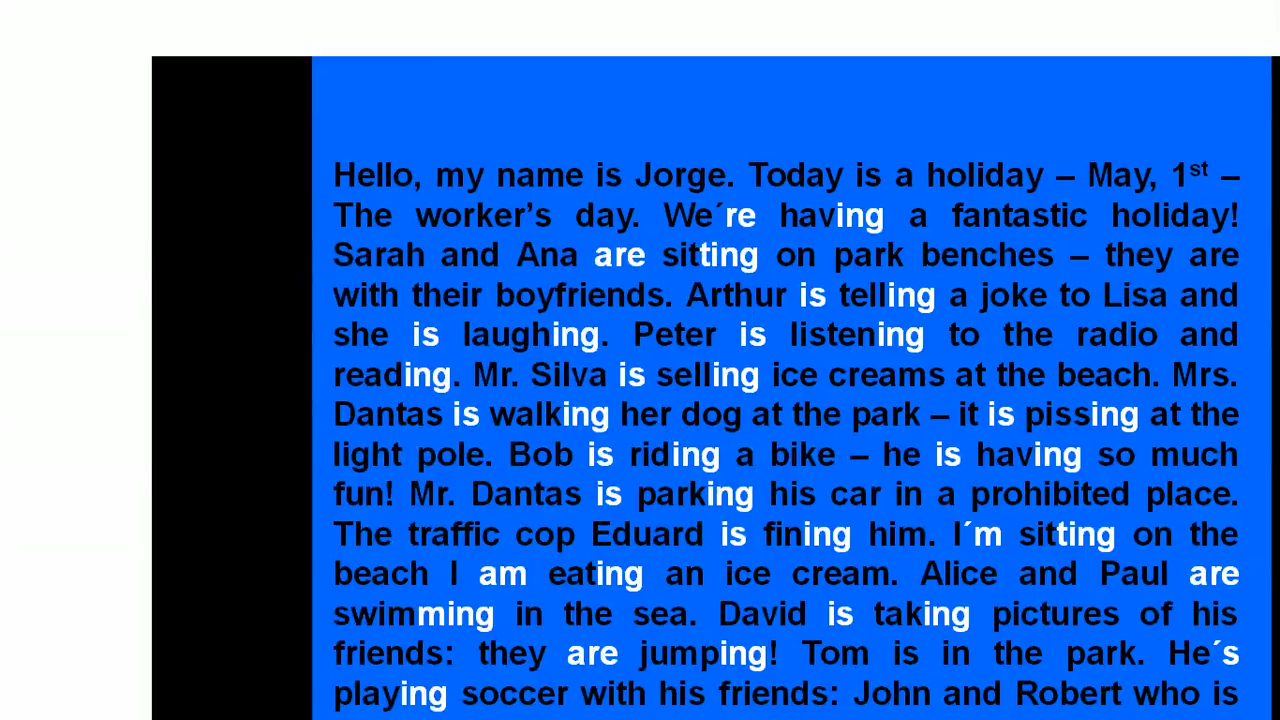 Hello, my name is Jorge. Today is a holiday – May, 1st –
The worker’s day. We´re having a fantastic holiday!
Sarah and Ana are sitting on park benches – they are
with their boyfriends. Arthur is telling a joke to Lisa and
she is laughing. Peter is listening to the radio and
reading. Mr. Silva is selling ice creams at the beach. Mrs.
Dantas is walking her dog at the park – it is pissing at the
light pole. Bob is riding a bike – he is having so much
fun! Mr. Dantas is parking his car in a prohibited place.
The traffic cop Eduard is fining him. I´m sitting on the
beach I am eating an ice cream. Alice and Paul are
swimming in the sea. David is taking pictures of his
friends: they are jumping! Tom is in the park. He´s
playing soccer with his friends: John and Robert who is